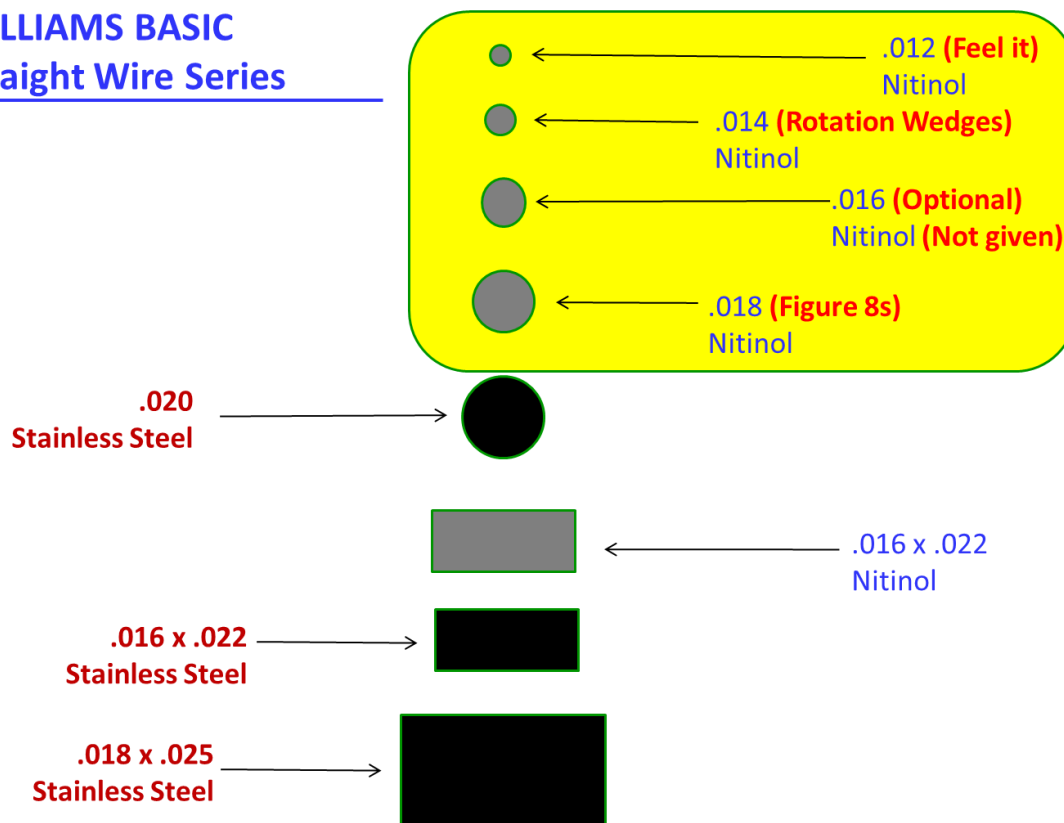 LLIAMS BASIC
aight Wire Series
.012 (Feel it)
Nitinol
.014 (Rotation Wedges)
Nitinol
.016 (Optional)
Nitinol (Not given)
.018 (Figure 8s)
Nitinol
.020
Stainless Steel
.016 x .022
Nitinol
.016 x .022
Stainless Steel
.018 x .025
Stainless Steel